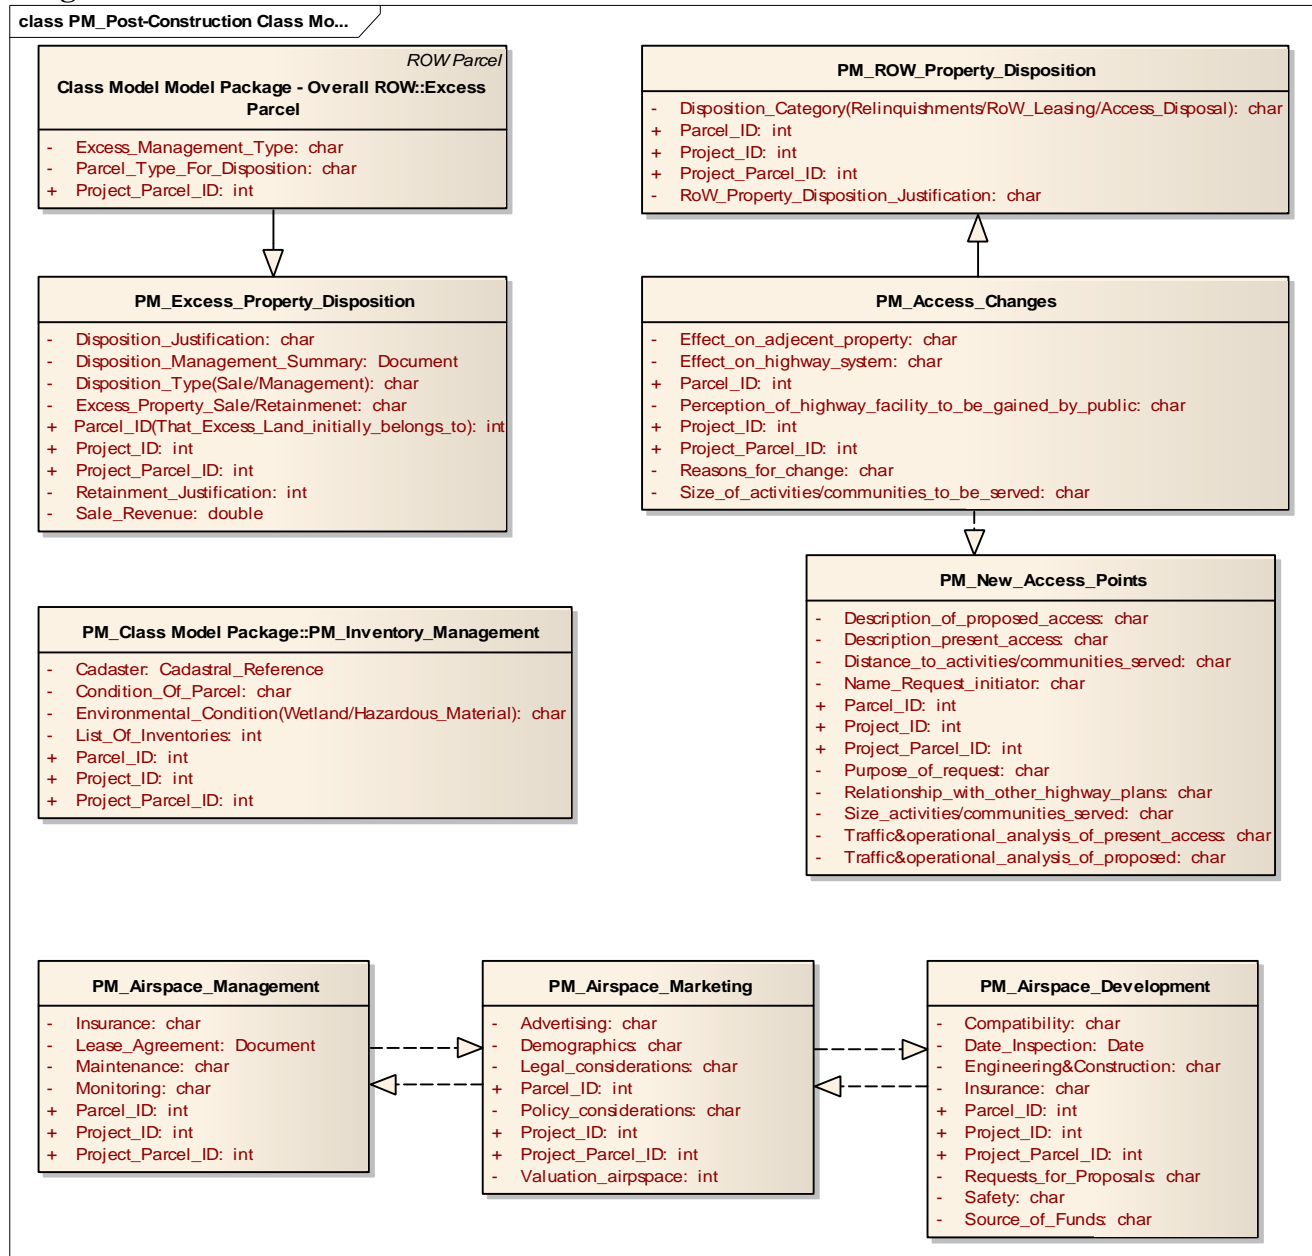 class PM_Post-Construction Class Mo...
ROW Parcel
Class Model Model Package - Overall ROW::Excess
Parcel
- Excess_Management_Type: char
- Parcel_Type_For_Disposition: char
+ Project_Parcel_ID: int
PM_ROW_Property_Disposition
- Disposition_Category(Relinquishments/RoW_Leasing/Access_Disposal): char
+ Parcel_ID: int
+ Project_ID: int
+ Project_Parcel_ID: int
- RoW_Property_Disposition_Justification: char
PM_Excess_Property_Disposition
- Disposition_Justification: char
- Disposition_Management_Summary: Document
- Disposition_Type(Sale/Management): char
- Excess_Property_Sale/Retainmenet: char
+ Parcel_ID(That_Excess_Land_initially_belongs_to): int
+ Project_ID: int
+ Project_Parcel_ID: int
- Retainment_Justification: int
- Sale_Revenue: double
PM_Access_Changes
- Effect_on_adjecent_property: char
- Effect_on_highway_system: char
+ Parcel_ID: int
- Perception_of_highway_facility_to_be_gained_by_public: char
+ Project_ID: int
+ Project_Parcel_ID: int
- Reasons_for_change: char
- Size_of_activities/communities_to_be_served: char
PM_New_Access_Points
- Description_of_proposed_access: char
- Description_present_access: char
- Distance_to_activities/communities_served: char
- Name_Request_initiator: char
+ Parcel_ID: int
+ Project_ID: int
+ Project_Parcel_ID: int
- Purpose_of_request: char
- Relationship_with_other_highway_plans: char
- Size_activities/communities_served: char
- Traffic&operational_analysis_of_present_access: char
- Traffic&operational_analysis_of_proposed: char
PM_Class Model Package::PM_Inventory_Management
- Cadaster: Cadastral_Reference
- Condition_Of_Parcel: char
- Environmental_Condition(Wetland/Hazardous_Material): char
- List_Of_Inventories: int
+ Parcel_ID: int
+ Project_ID: int
+ Project_Parcel_ID: int
PM_Airspace_Management
- Insurance: char
- Lease_Agreement: Document
- Maintenance: char
- Monitoring: char
+ Parcel_ID: int
+ Project_ID: int
+ Project_Parcel_ID: int
PM_Airspace_Marketing
- Advertising: char
- Demographics: char
- Legal_considerations: char
+ Parcel_ID: int
- Policy_considerations: char
+ Project_ID: int
+ Project_Parcel_ID: int
- Valuation_airpspace: int
PM_Airspace_Development
- Compatibility: char
- Date_Inspection: Date
- Engineering&Construction: char
- Insurance: char
+ Parcel_ID: int
+ Project_ID: int
+ Project_Parcel_ID: int
- Requests_for_Proposals: char
- Safety: char
- Source_of_Funds: char